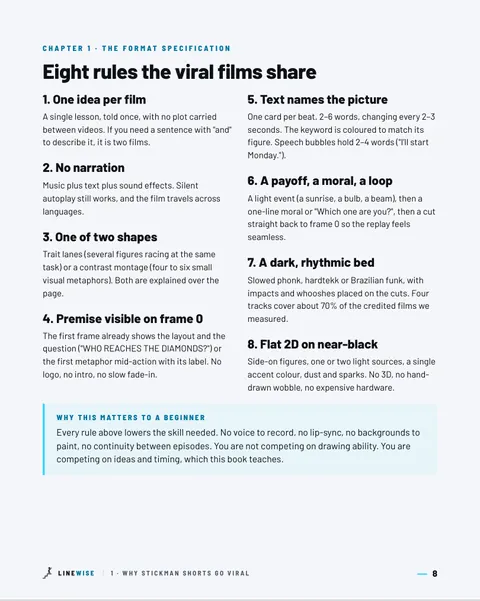 CHAPTER 1 · THE FORMAT SPECIFICATION
Eight rules the viral films share
1. One idea per film
A single lesson, told once, with no plot carried
between videos. If you need a sentence with "and"
to describe it, it is two films.
2. No narration
Music plus text plus sound effects. Silent
autoplay still works, and the film travels across
languages.
3. One of two shapes
Trait lanes (several figures racing at the same
task) or a contrast montage (four to six small
visual metaphors). Both are explained over the
page.
4. Premise visible on frame 0
The first frame already shows the layout and the
question ("WHO REACHES THE DIAMONDS?") or
the first metaphor mid-action with its label. No
logo, no intro, no slow fade-in.
5. Text names the picture
One card per beat, 2–6 words, changing every 2–3
seconds. The keyword is coloured to match its
figure. Speech bubbles hold 2–4 words ("I'll start
Monday.").
6. A payoff, a moral, a loop
A light event (a sunrise, a bulb, a beam), then a
one-line moral or "Which one are you?", then a cut
straight back to frame 0 so the replay feels
seamless.
7. A dark, rhythmic bed
Slowed phonk, hardtekk or Brazilian funk, with
impacts and whooshes placed on the cuts. Four
tracks cover about 70% of the credited films we
measured.
8. Flat 2D on near-black
Side-on figures, one or two light sources, a single
accent colour, dust and sparks. No 3D, no hand-
drawn wobble, no expensive hardware.
WHY THIS MATTERS TO A BEGINNER
Every rule above lowers the skill needed. No voice to record, no lip-sync, no backgrounds to
paint, no continuity between episodes. You are not competing on drawing ability. You are
competing on ideas and timing, which this book teaches.
LINEWISE | 1 · WHY STICKMAN SHORTS GO VIRAL
8